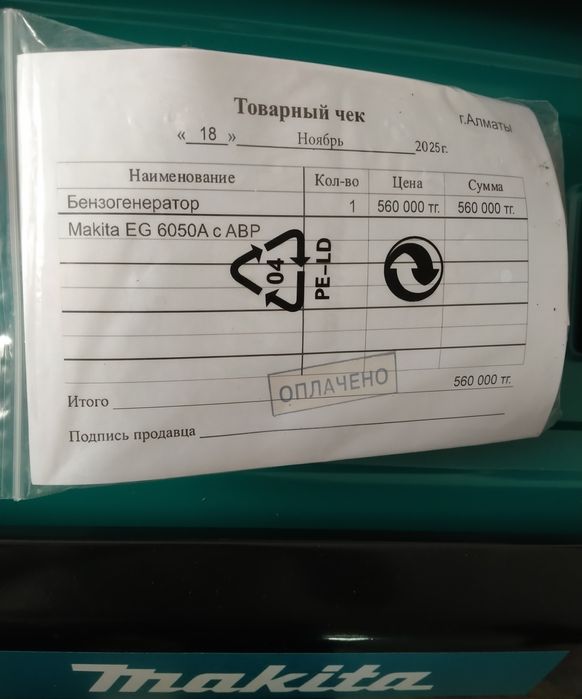 Товарный чек
г.Алматы
« 18 » Ноябрь 2025г.
Наименование Кол-во Цена Сумма
Бензогенератор 1 560 000 тг. 560 000 тг.
Makita EG 6050A с АВР
04
PE-LD
ОПЛАЧЕНО
Итого 560 000 тг.
Подпись продавца
makita